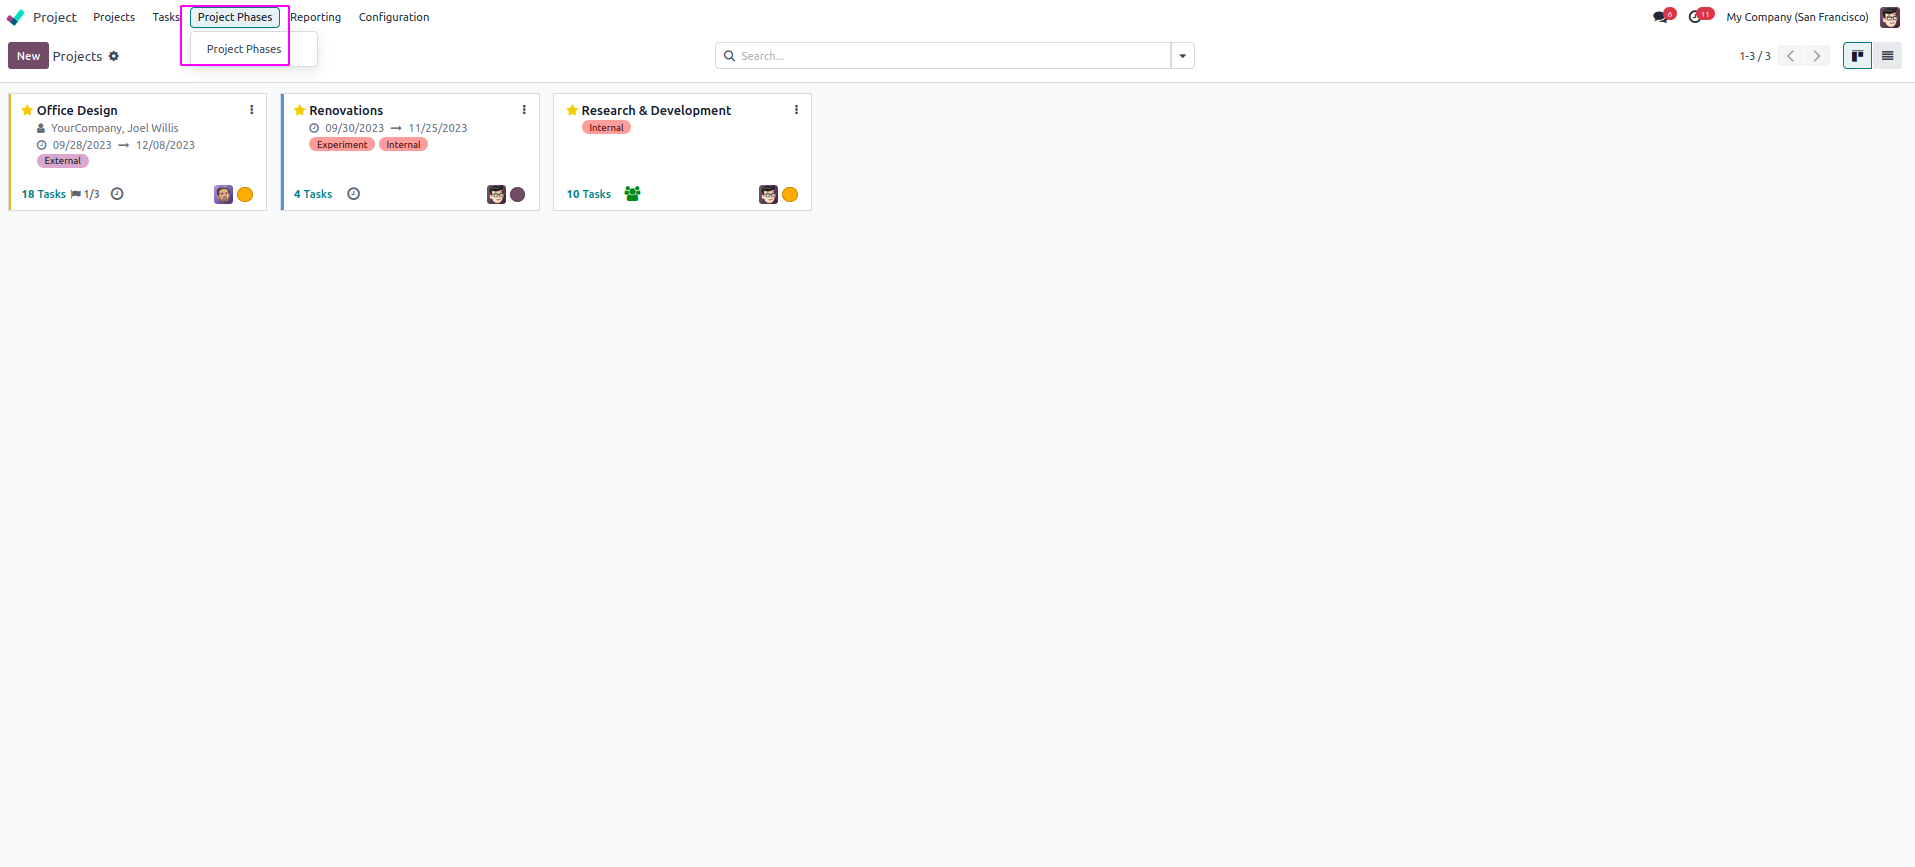 Project Projects Tasks Project Phases Reporting Configuration 6 11 My Company (San Francisco)
Project Phases
New Projects Search... 1-3 / 3
Office Design
YourCompany, Joel Willis
09/28/2023 → 12/08/2023
External
18 Tasks 1/3
Renovations
09/30/2023 → 11/25/2023
Experiment Internal
4 Tasks
Research & Development
Internal
10 Tasks